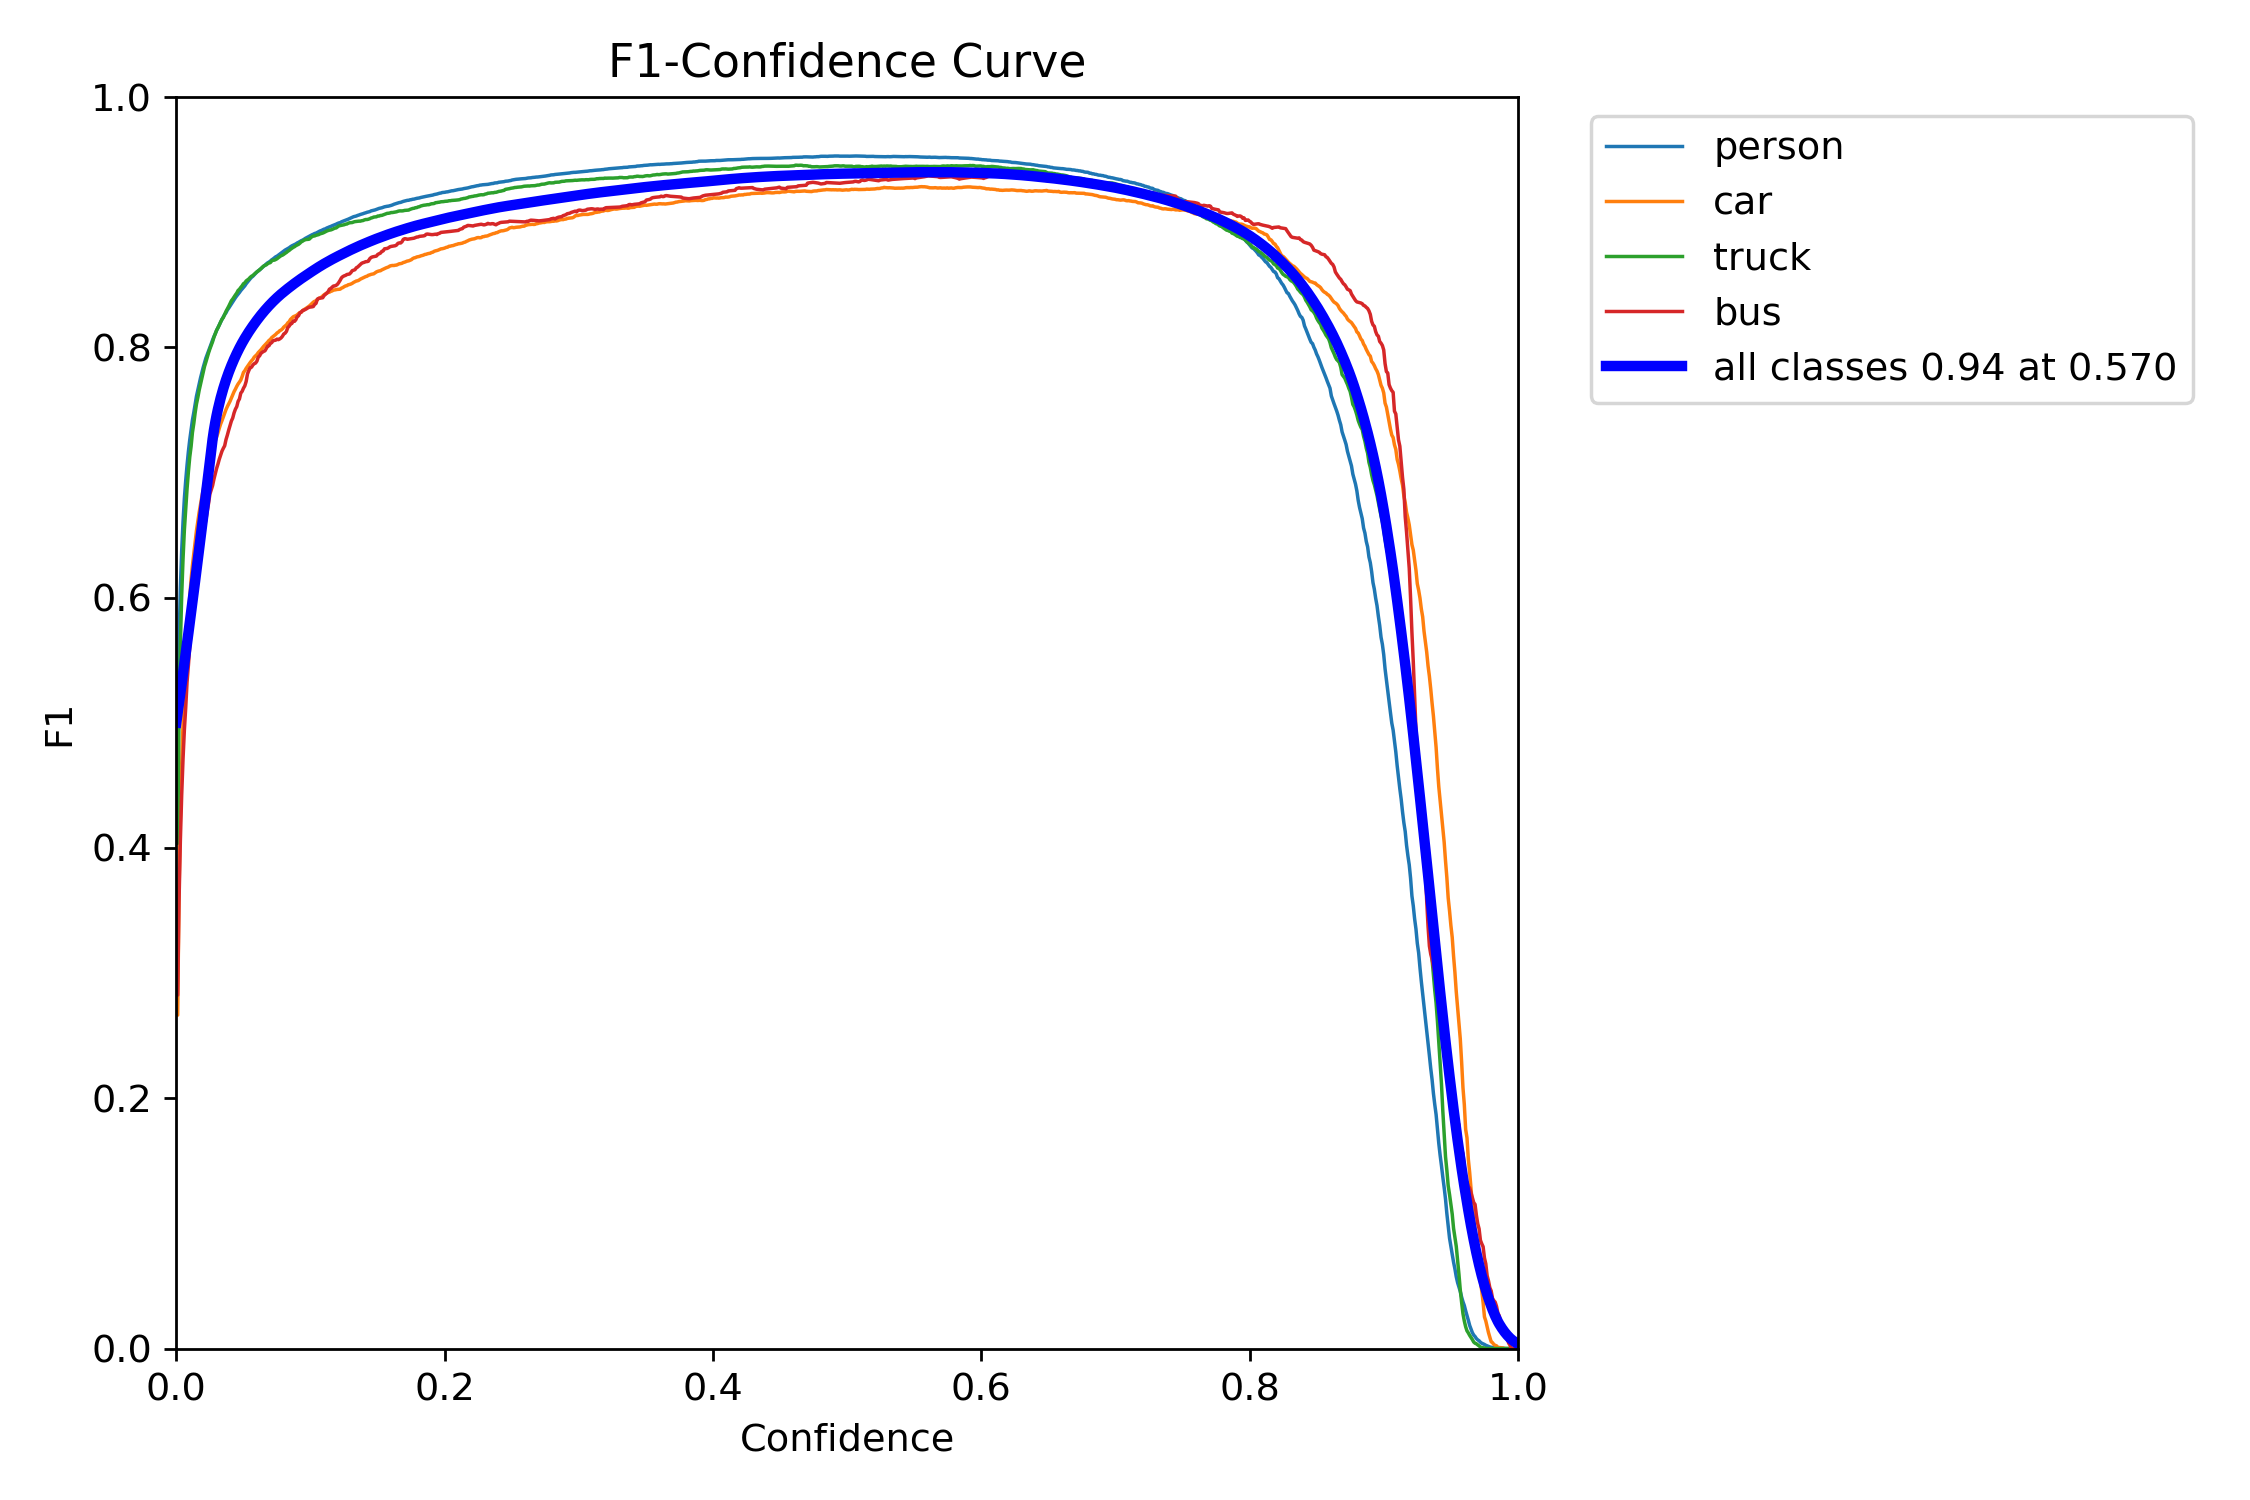 F1-Confidence Curve
1.0
0.8
0.6
0.4
0.2
0.0
F1
0.0 0.2 0.4 0.6 0.8 1.0
Confidence
person
car
truck
bus
all classes 0.94 at 0.570